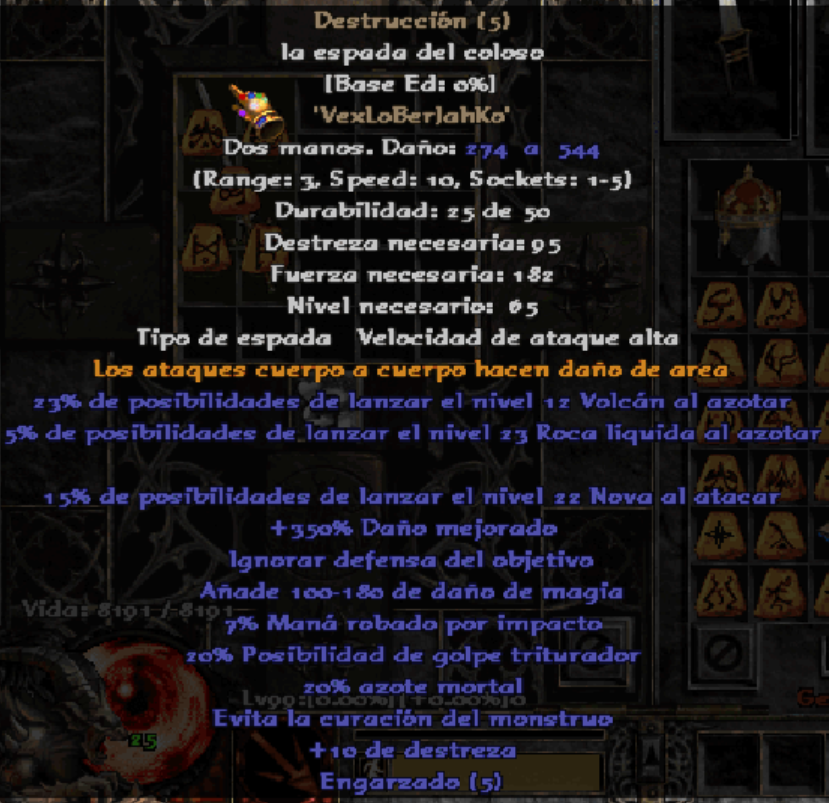 Destrucción (5)
la espada del coloso
[Base Ed: 0%]
'VexLoBerJahKo'
Dos manos. Daño: 274 a 544
(Range: 3, Speed: 10, Sockets: 1-5)
Durabilidad: 25 de 50
Destreza necesaria: 95
Fuerza necesaria: 182
Nivel necesario: 65
Tipo de espada Velocidad de ataque alta
Los ataques cuerpo a cuerpo hacen daño de area
23% de posibilidades de lanzar el nivel 12 Volcán al azotar
5% de posibilidades de lanzar el nivel 23 Roca liquida al azotar
15% de posibilidades de lanzar el nivel 22 Nova al atacar
+350% Daño mejorado
Ignorar defensa del objetivo
Añade 100-180 de daño de magia
Vida: 8191 / 8191
7% Maná robado por impacto
20% Posibilidad de golpe triturador
20% azote mortal
Evita la curación del monstruo
25
+10 de destreza
Engarzado (5)